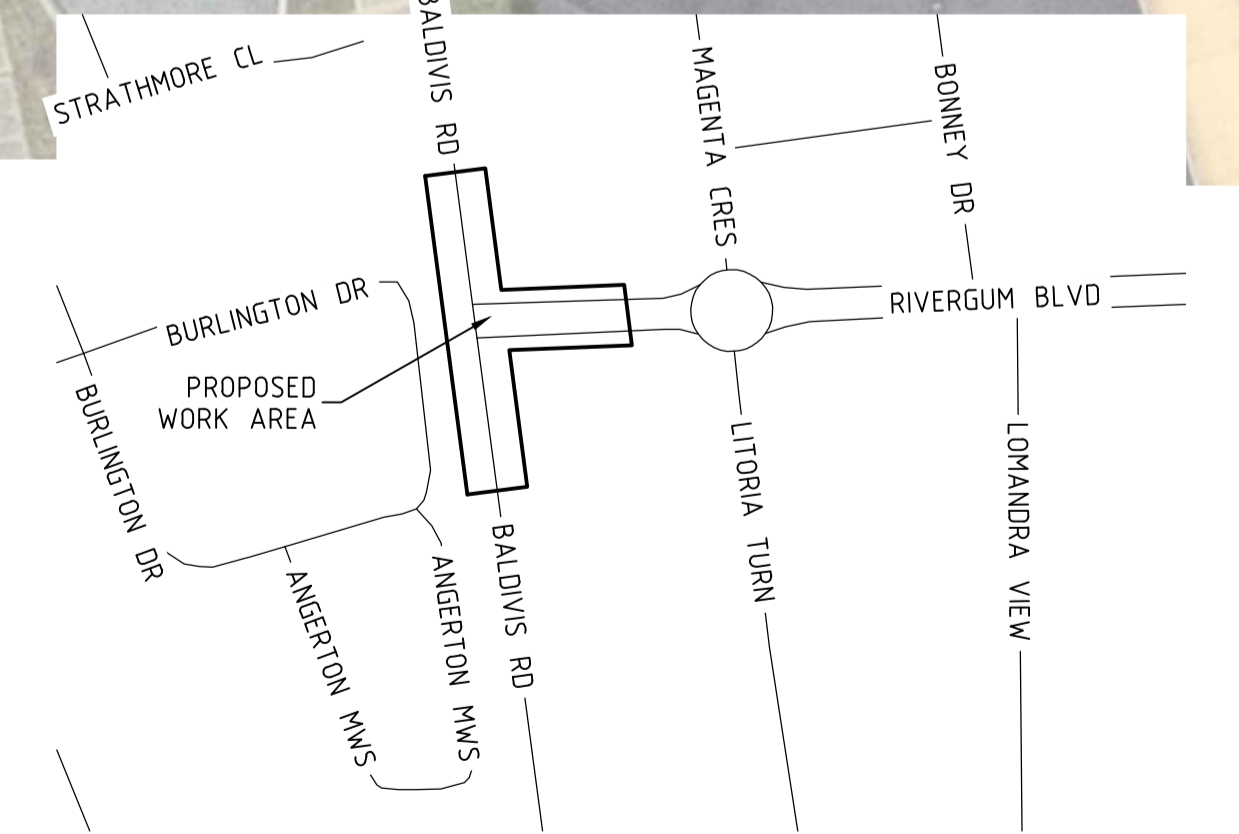 STRATHMORE CL
BALDIVIS RD
MAGENTA CRES
BONNEY DR
BURLINGTON DR
RIVERGUM BLVD
PROPOSED
WORK AREA
BURLINGTON DR
LITORIA TURN
LOMANDRA VIEW
ANGERTON MWS
ANGERTON MWS
BALDIVIS RD